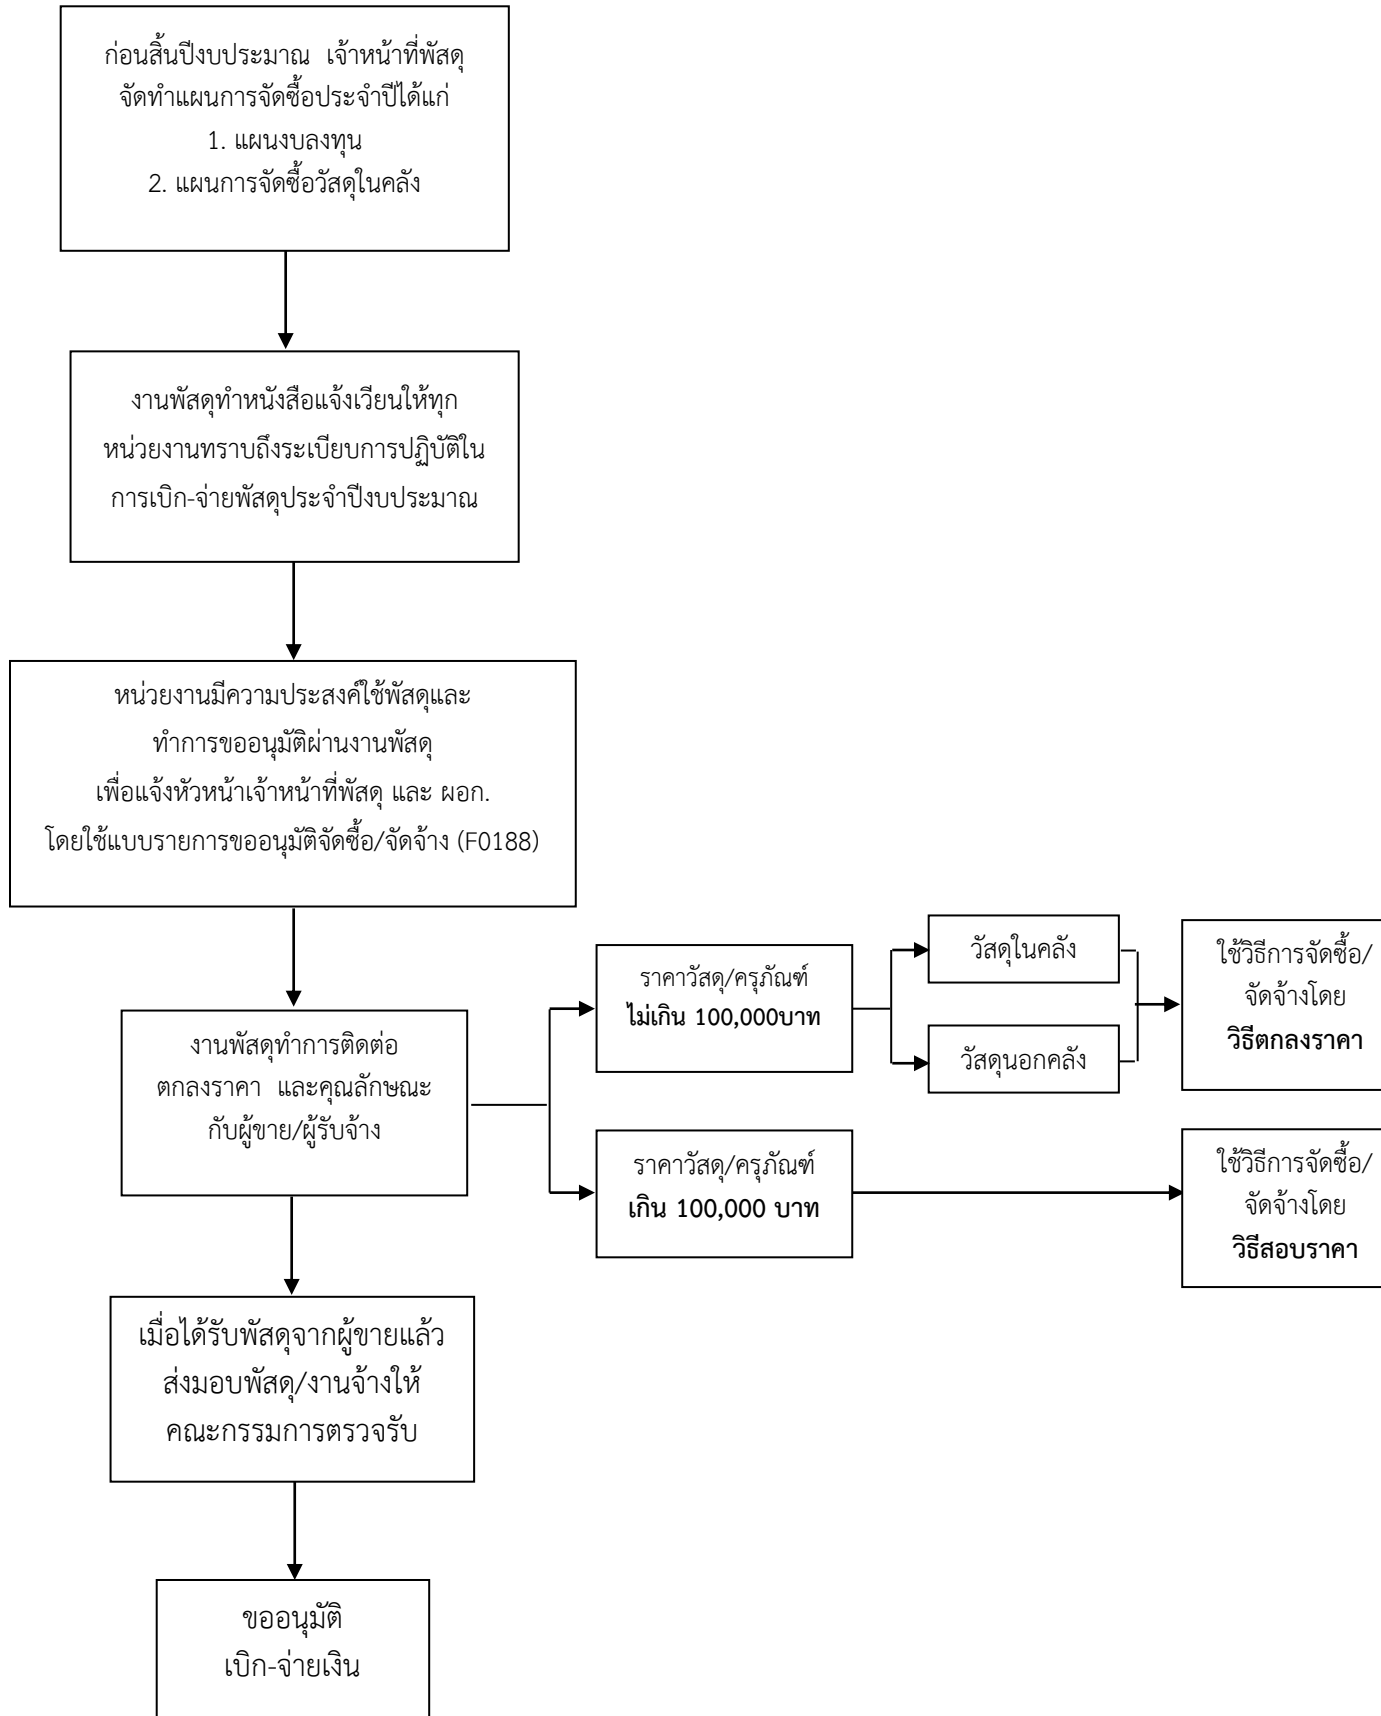 ก่อนสิ้นปีงบประมาณ เจ้าหน้าที่พัสดุ
จัดทำแผนการจัดซื้อประจำปีได้แก่
1. แผนงบลงทุน
2. แผนการจัดซื้อวัสดุในคลัง
งานพัสดุทำหนังสือแจ้งเวียนให้ทุก
หน่วยงานทราบถึงระเบียบการปฏิบัติใน
การเบิก-จ่ายพัสดุประจำปีงบประมาณ
หน่วยงานมีความประสงค์ใช้พัสดุและ
ทำการขออนุมัติผ่านงานพัสดุ
เพื่อแจ้งหัวหน้าเจ้าหน้าที่พัสดุ และ ผอก.
โดยใช้แบบรายการขออนุมัติจัดซื้อ/จัดจ้าง (F0188)
งานพัสดุทำการติดต่อ
ตกลงราคา และคุณลักษณะ
กับผู้ขาย/ผู้รับจ้าง
ราคาวัสดุ/ครุภัณฑ์
ไม่เกิน 100,000บาท
วัสดุในคลัง
วัสดุนอกคลัง
ใช้วิธีการจัดซื้อ/
จัดจ้างโดย
วิธีตกลงราคา
ราคาวัสดุ/ครุภัณฑ์
เกิน 100,000 บาท
ใช้วิธีการจัดซื้อ/
จัดจ้างโดย
วิธีสอบราคา
เมื่อได้รับพัสดุจากผู้ขายแล้ว
ส่งมอบพัสดุ/งานจ้างให้
คณะกรรมการตรวจรับ
ขออนุมัติ
เบิก-จ่ายเงิน